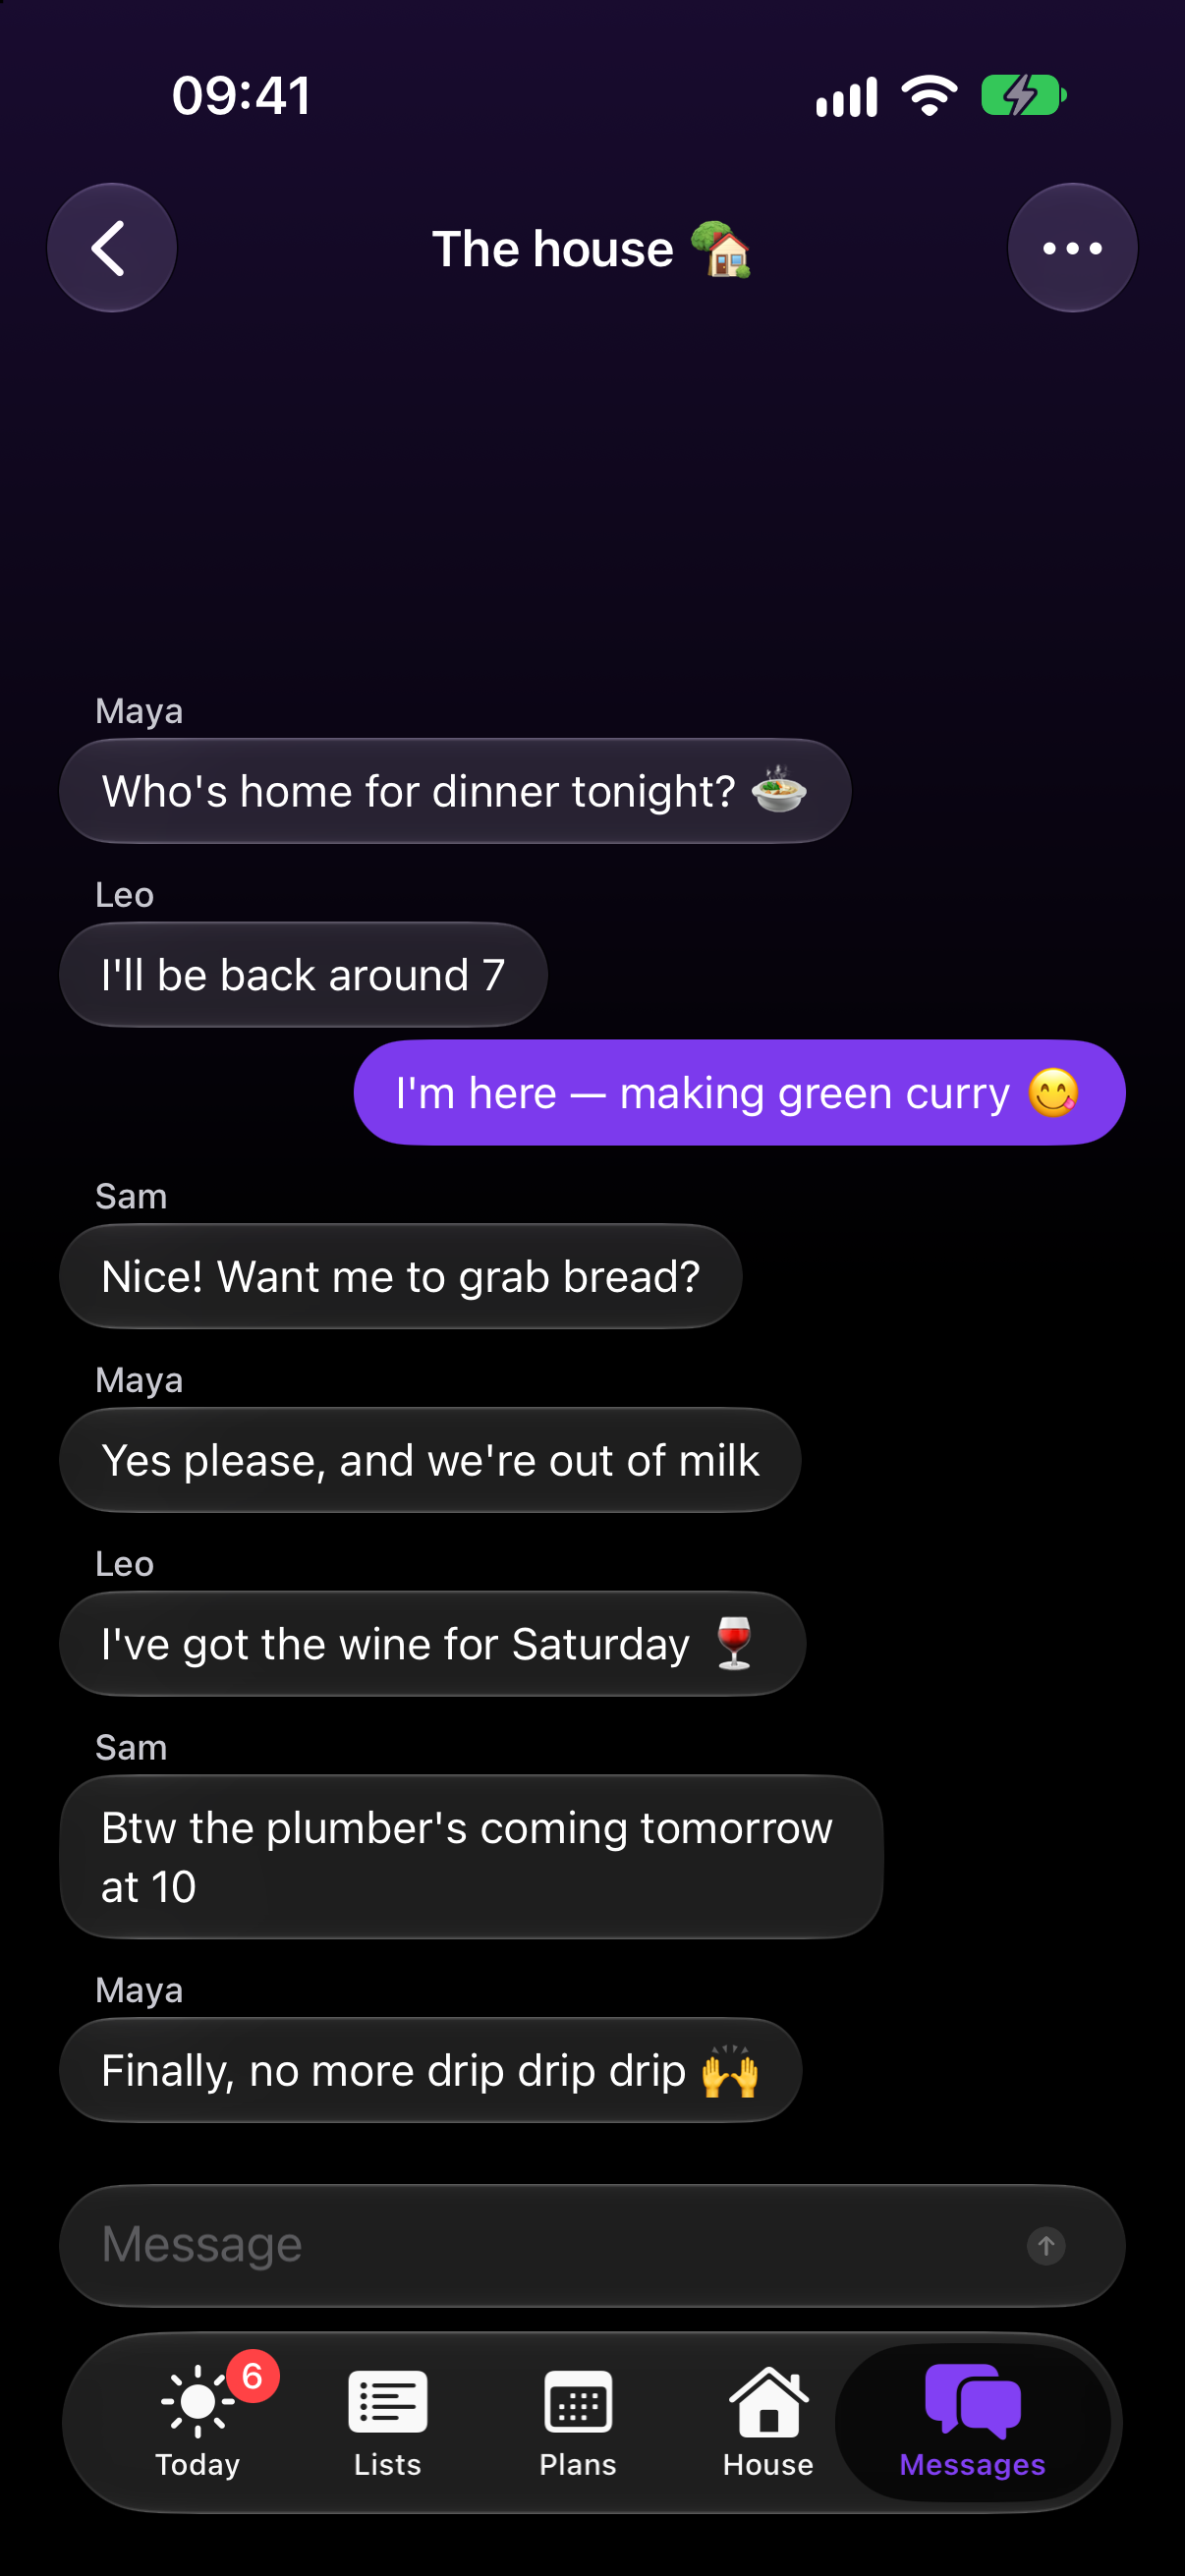 09:41
The house 🏡
Maya
Who's home for dinner tonight? 🍲
Leo
I'll be back around 7
I'm here — making green curry 😋
Sam
Nice! Want me to grab bread?
Maya
Yes please, and we're out of milk
Leo
I've got the wine for Saturday 🍷
Sam
Btw the plumber's coming tomorrow
at 10
Maya
Finally, no more drip drip drip 🙌
Message
6
Today Lists Plans House Messages